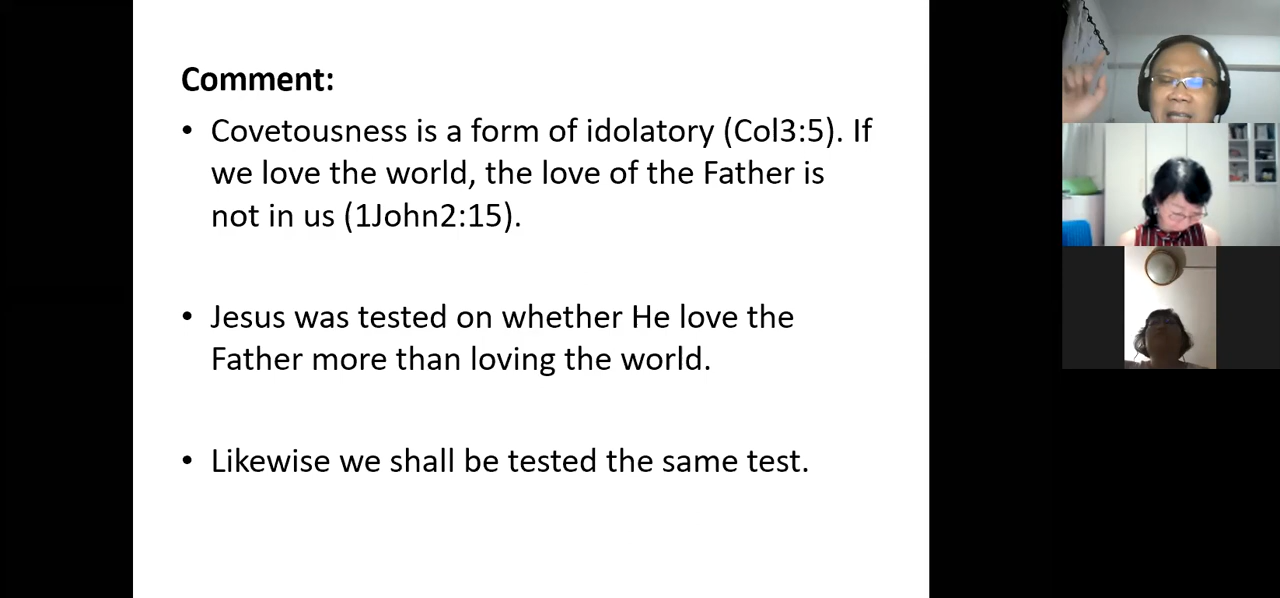 Comment:
• Covetousness is a form of idolatory (Col3:5). If
we love the world, the love of the Father is
not in us (1John2:15).
• Jesus was tested on whether He love the
Father more than loving the world.
• Likewise we shall be tested the same test.